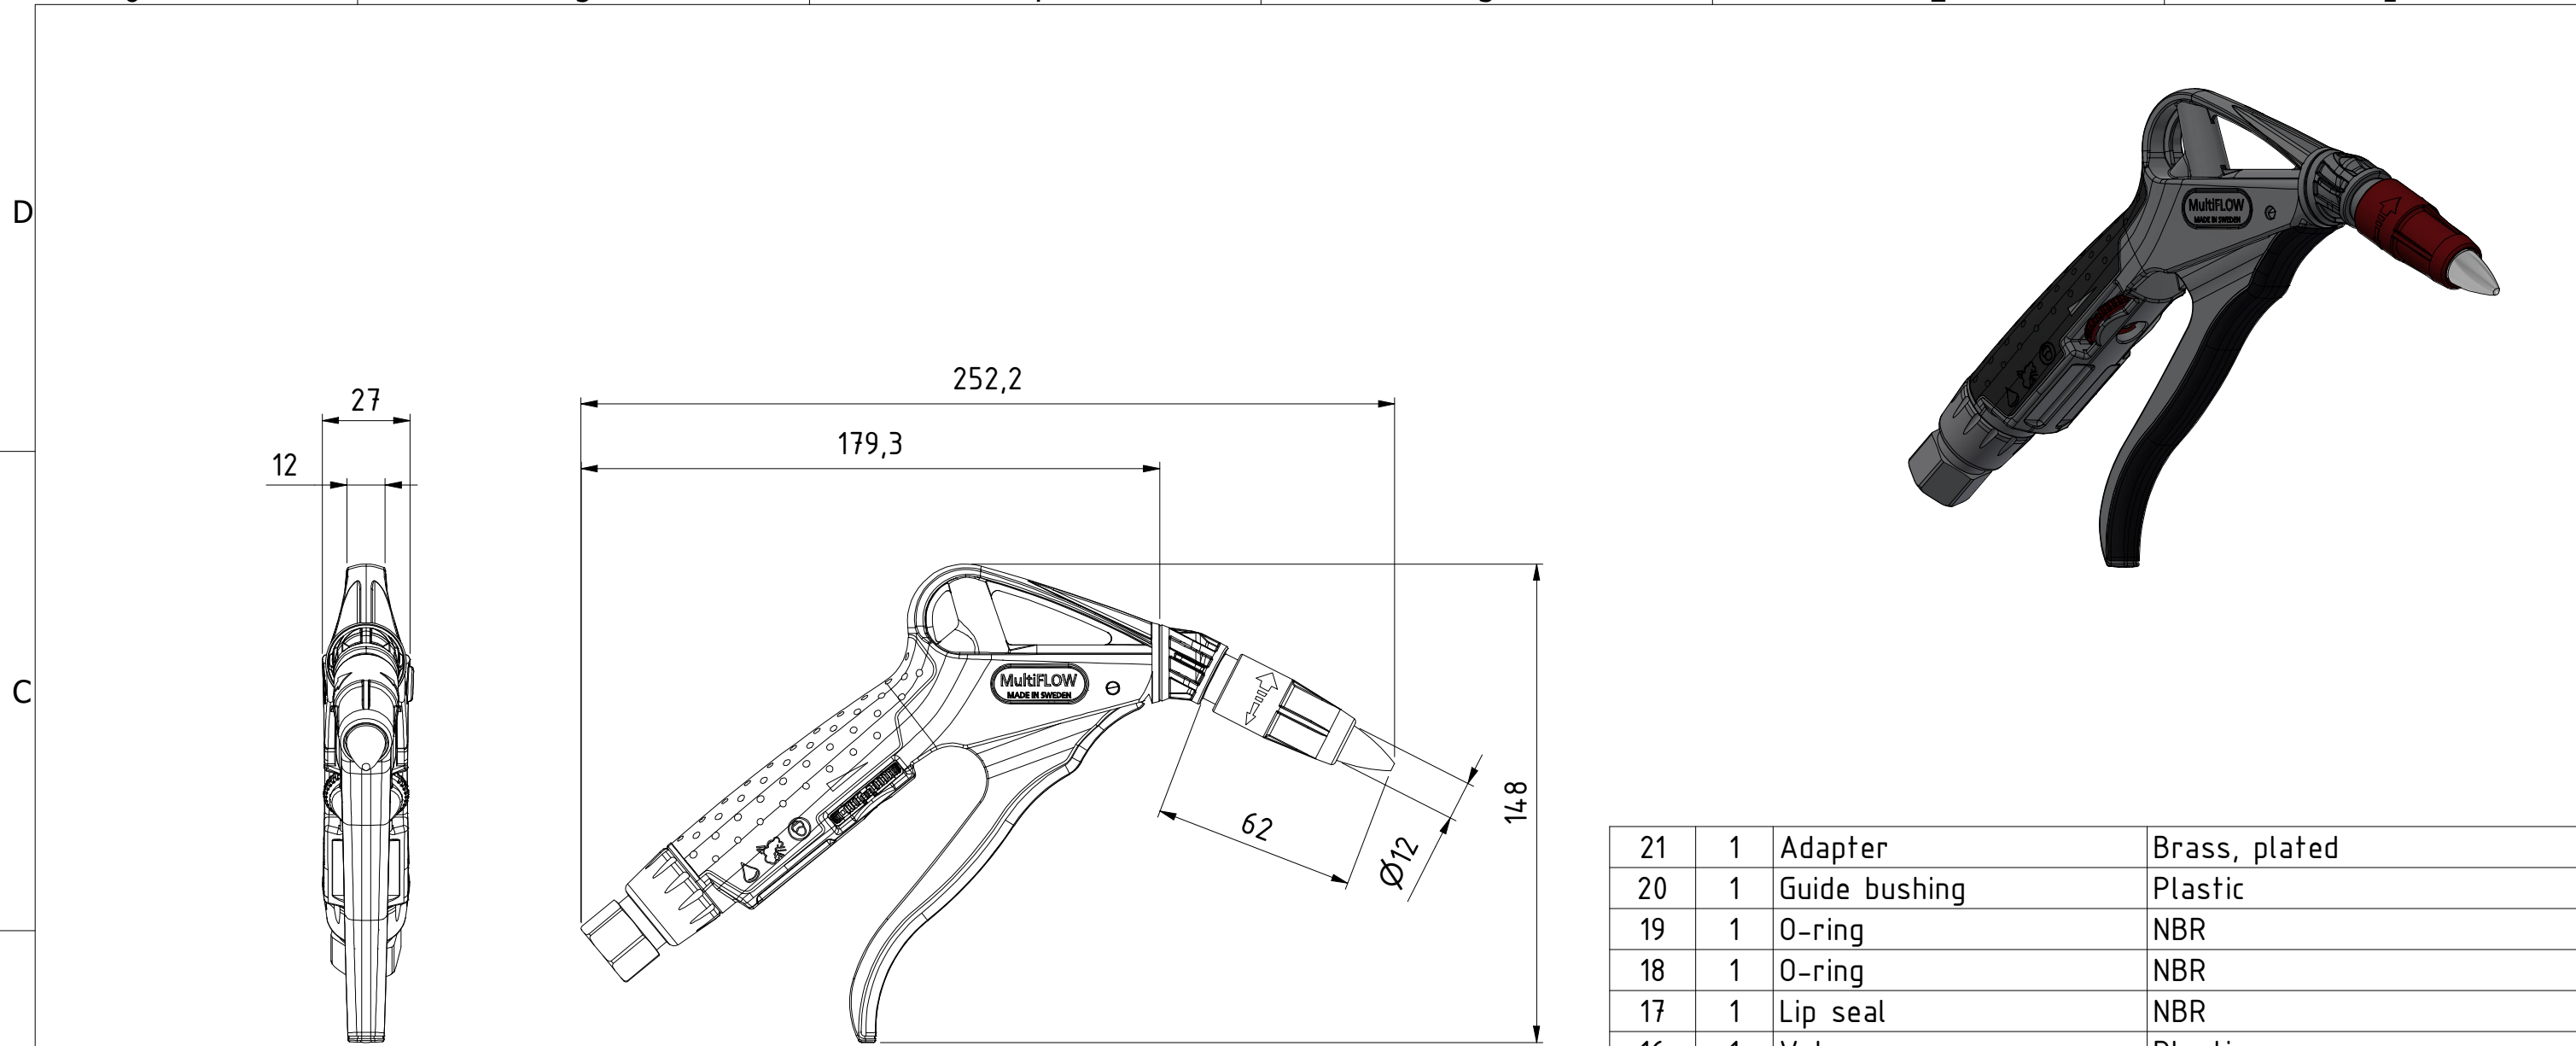 D
C
27
12
252,2
179,3
148
62
Ø12
MultiFLOW
MADE IN SWEDEN
MultiFLOW
MADE IN SWEDEN
21 1 Adapter Brass, plated
20 1 Guide bushing Plastic
19 1 O-ring NBR
18 1 O-ring NBR
17 1 Lip seal NBR